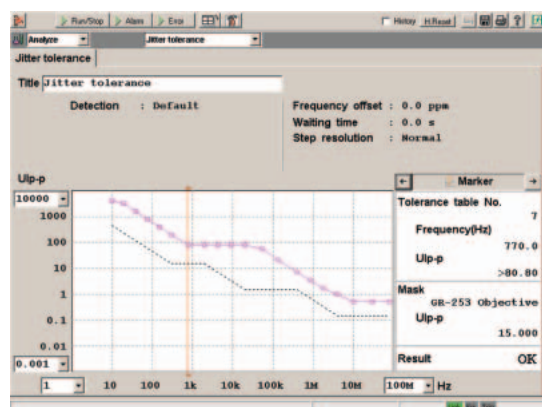 Run/Stop Alarm Error History H.Reset
Analyze Jitter tolerance
Jitter tolerance
Title Jitter tolerance
Detection : Default
Frequency offset : 0.0 ppm
Waiting time : 0.0 s
Step resolution : Normal
UIp-p
← Marker →
10000
1000
100
10
1
0.1
0.01
0.001
Tolerance table No.
7
Frequency(Hz)
770.0
UIp-p
>80.80
Mask
GR-253 Objective
UIp-p
15.000
Result OK
1 10 100 1k 10k 100k 1M 10M 100M Hz